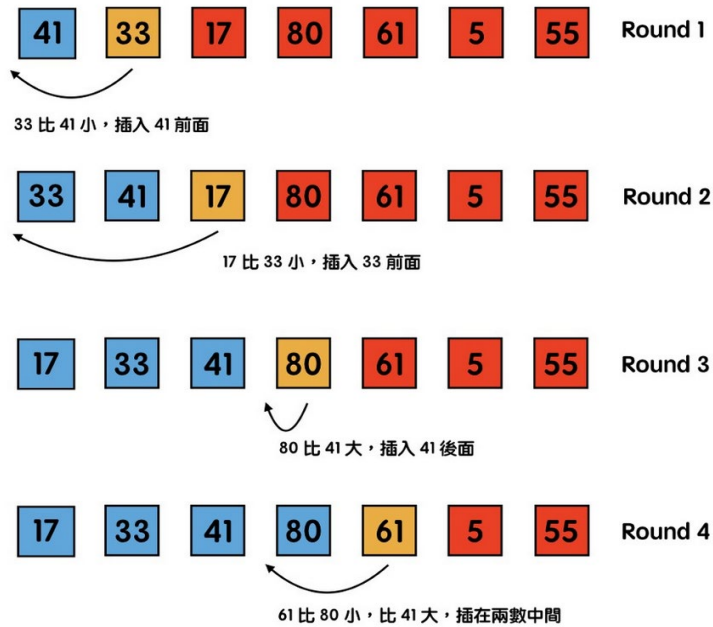 41 33 17 80 61 5 55 Round 1
33 比 41 小，插入 41 前面
33 41 17 80 61 5 55 Round 2
17 比 33 小，插入 33 前面
17 33 41 80 61 5 55 Round 3
80 比 41 大，插入 41 後面
17 33 41 80 61 5 55 Round 4
61 比 80 小，比 41 大，插在兩數中間